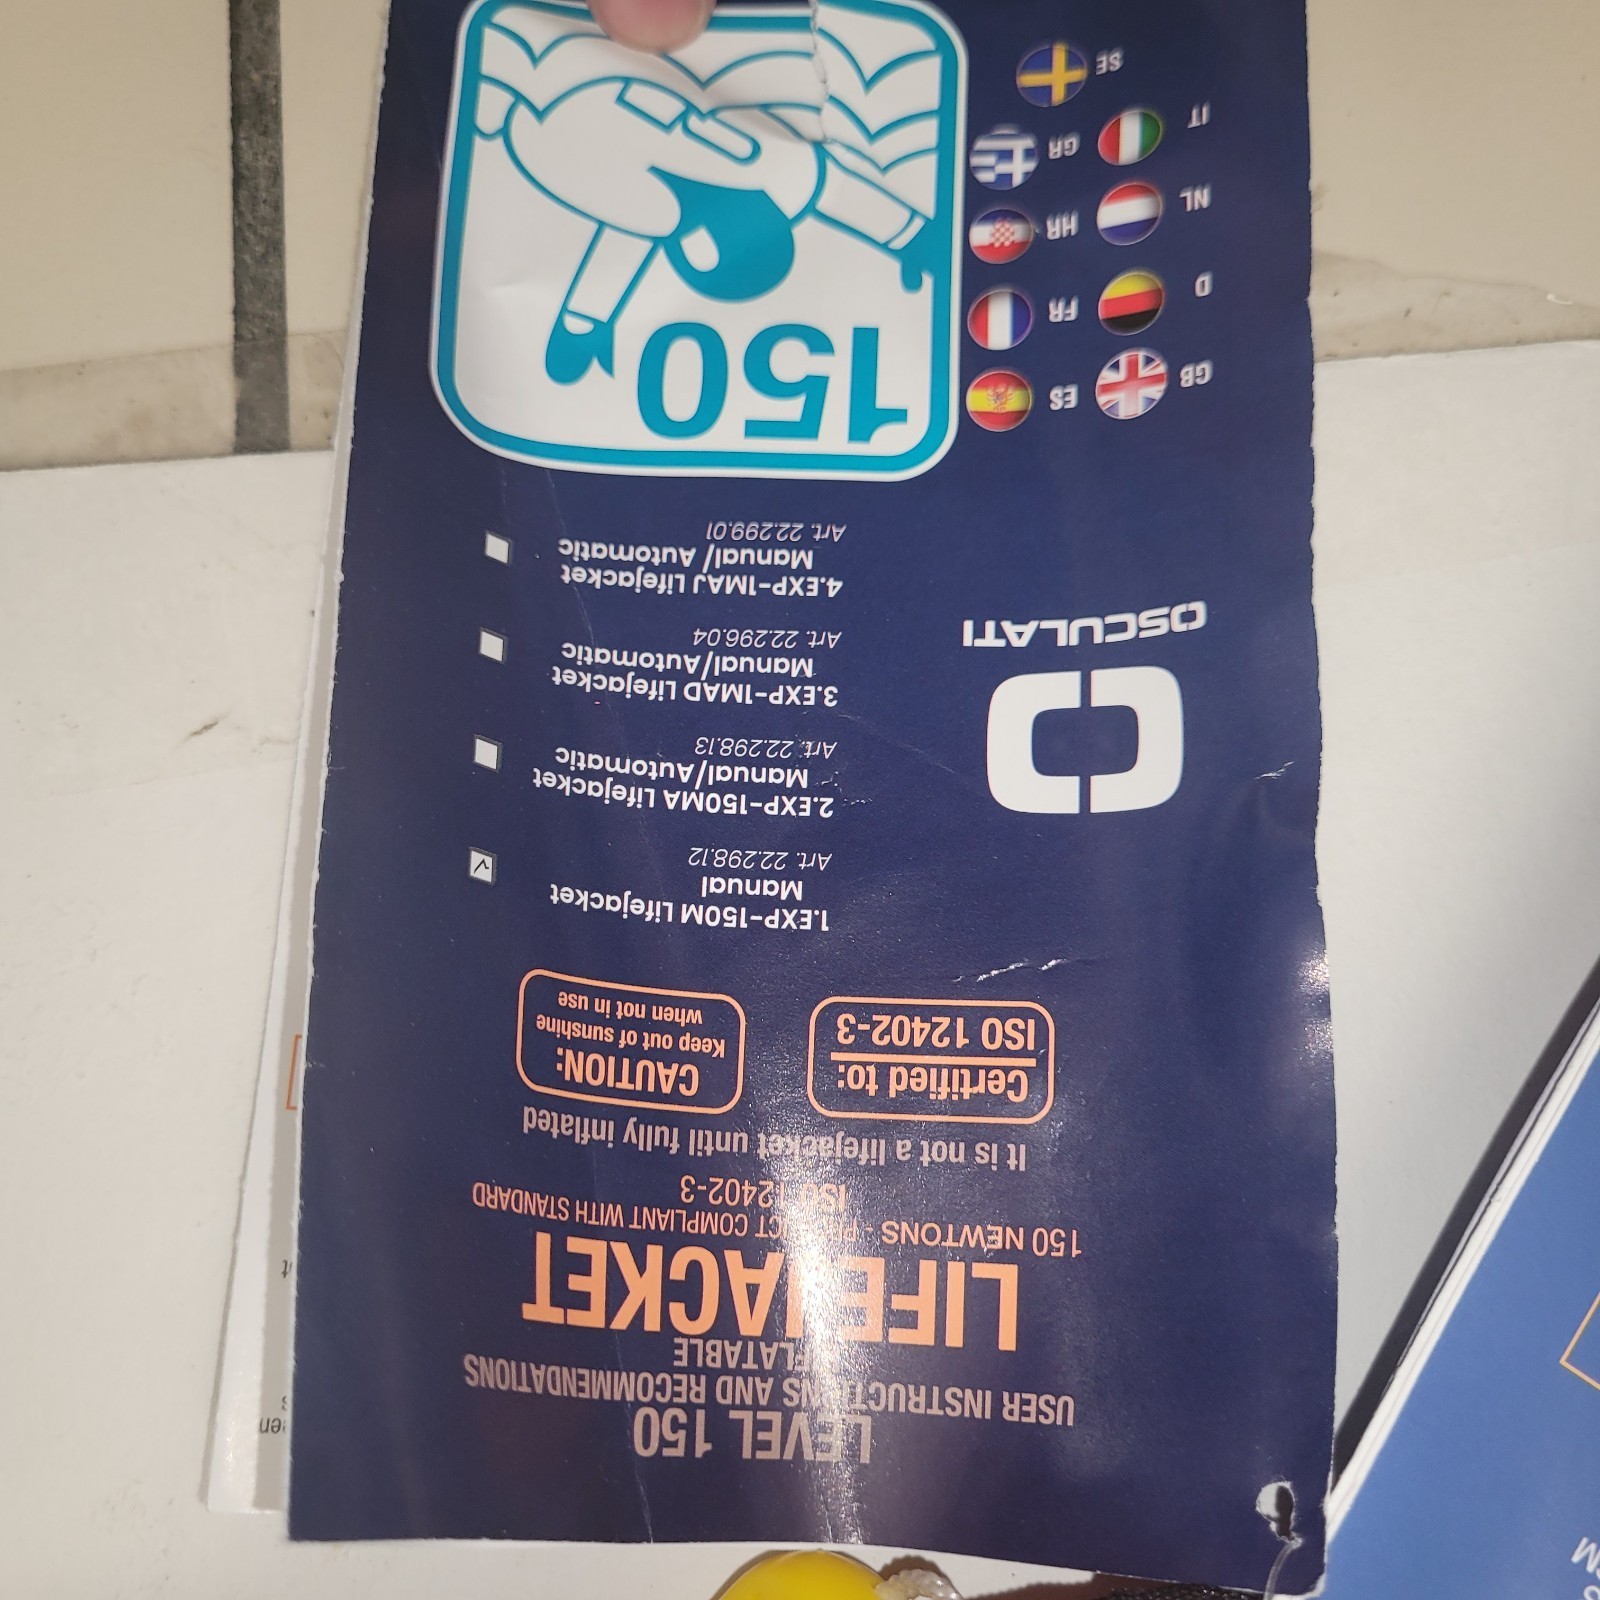 LEVEL 150
USER INSTRUCTIONS AND RECOMMENDATIONS
LIFEJACKET
150 NEWTONS - COMPLIANT WITH STANDARD
ISO 12402-3
It is not a lifejacket until fully inflated
Certified to:
ISO 12402-3
CAUTION:
Keep out of sunshine
when not in use
1.EXP-150M Lifejacket
Manual
Art. 22.298.12
2.EXP-150MA Lifejacket
Manual/Automatic
Art. 22.298.13
3.EXP-1MAD Lifejacket
Manual/Automatic
Art. 22.296.04
4.EXP-1MAJ Lifejacket
Manual/ Automatic
Art. 22.299.01
OSCULATI
GB
ES
D
FR
NL
HR
IT
GR
SE
150